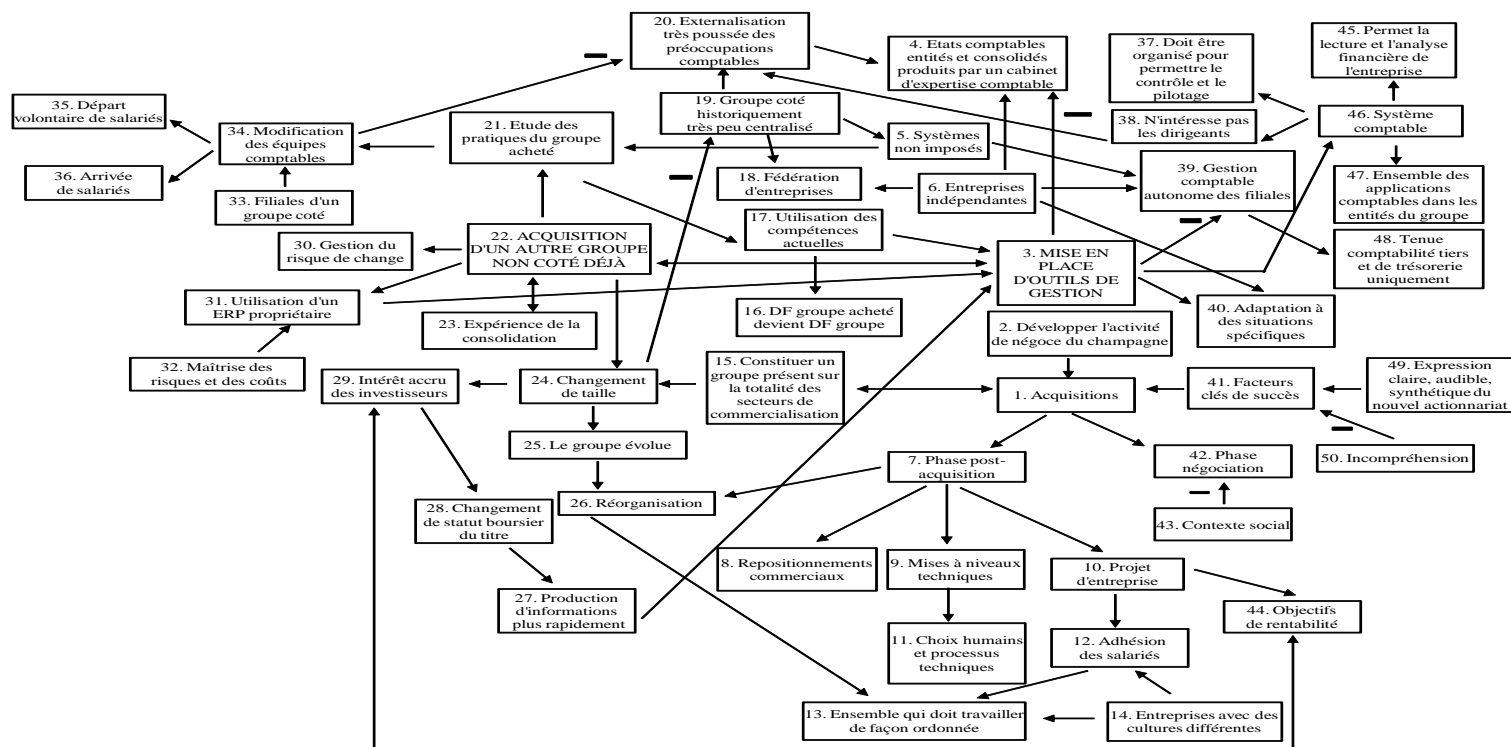 20. Externalisation
très poussée des
préoccupations
comptables
4. Etats comptables
entités et consolidés
produits par un cabinet
d'expertise comptable
37. Doit être
organisé pour
permettre le
contrôle et le
pilotage
45. Permet la
lecture et l'analyse
financière de
l'entreprise
35. Départ
volontaire de salariés
34. Modification
des équipes
comptables
21. Etude des
pratiques du groupe
acheté
19. Groupe coté
historiquement
très peu centralisé
5. Systèmes
non imposés
38. N'intéresse pas
les dirigeants
46. Système
comptable
36. Arrivée
de salariés
33. Filiales d'un
groupe coté
18. Fédération
d'entreprises
6. Entreprises
indépendantes
39. Gestion
comptable
autonome des filiales
47. Ensemble des
applications
comptables dans les
entités du groupe
30. Gestion du
risque de change
22. ACQUISITION
D'UN AUTRE GROUPE
NON COTÉ DÉJÀ
17. Utilisation des
compétences
actuelles
3. MISE EN
PLACE
D'OUTILS DE
GESTION
48. Tenue
comptabilité tiers
et de trésorerie
uniquement
31. Utilisation d'un
ERP propriétaire
23. Expérience de la
consolidation
16. DF groupe acheté
devient DF groupe
40. Adaptation à
des situations
spécifiques
32. Maîtrise des
risques et des coûts
2. Développer l'activité
de négoce du champagne
29. Intérêt accru
des investisseurs
24. Changement
de taille
15. Constituer un
groupe présent sur
la totalité des
secteurs de
commercialisation
1. Acquisitions
41. Facteurs
clés de succès
49. Expression
claire, audible,
synthétique du
nouvel actionnariat
25. Le groupe évolue
7. Phase post-
acquisition
42. Phase
négociation
50. Incompréhension
28. Changement
de statut boursier
du titre
26. Réorganisation
43. Contexte social
8. Repositionnements
commerciaux
9. Mises à niveaux
techniques
10. Projet
d'entreprise
27. Production
d'informations
plus rapidement
44. Objectifs
de rentabilité
11. Choix humains
et processus
techniques
12. Adhésion
des salariés
13. Ensemble qui doit travailler
de façon ordonnée
14. Entreprises avec des
cultures différentes